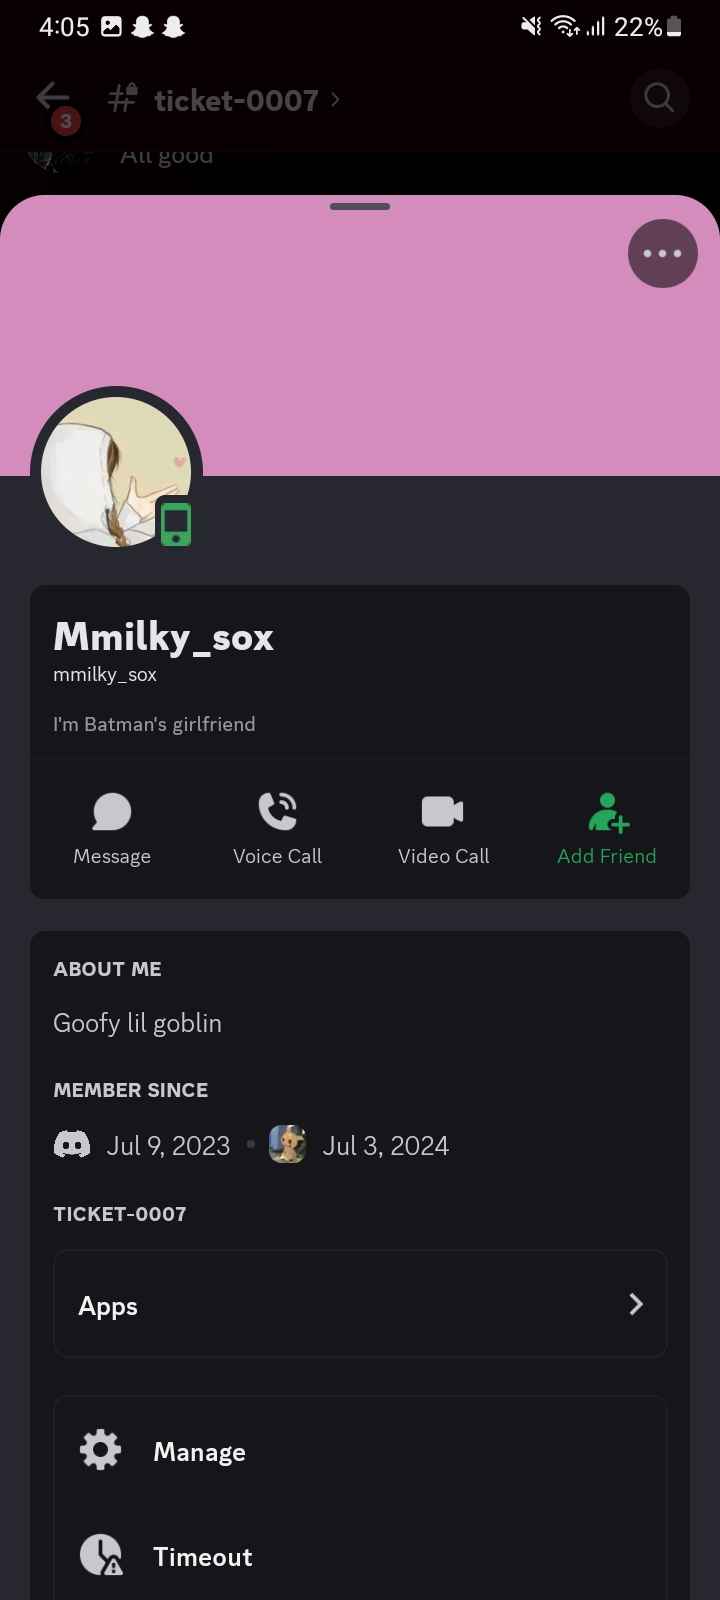 4:05 22%
3 # ticket-0007 >
All good
Mmilky_sox
mmilky_sox
I'm Batman's girlfriend
Message Voice Call Video Call Add Friend
ABOUT ME
Goofy lil goblin
MEMBER SINCE
Jul 9, 2023 • Jul 3, 2024
TICKET-0007
Apps
Manage
Timeout